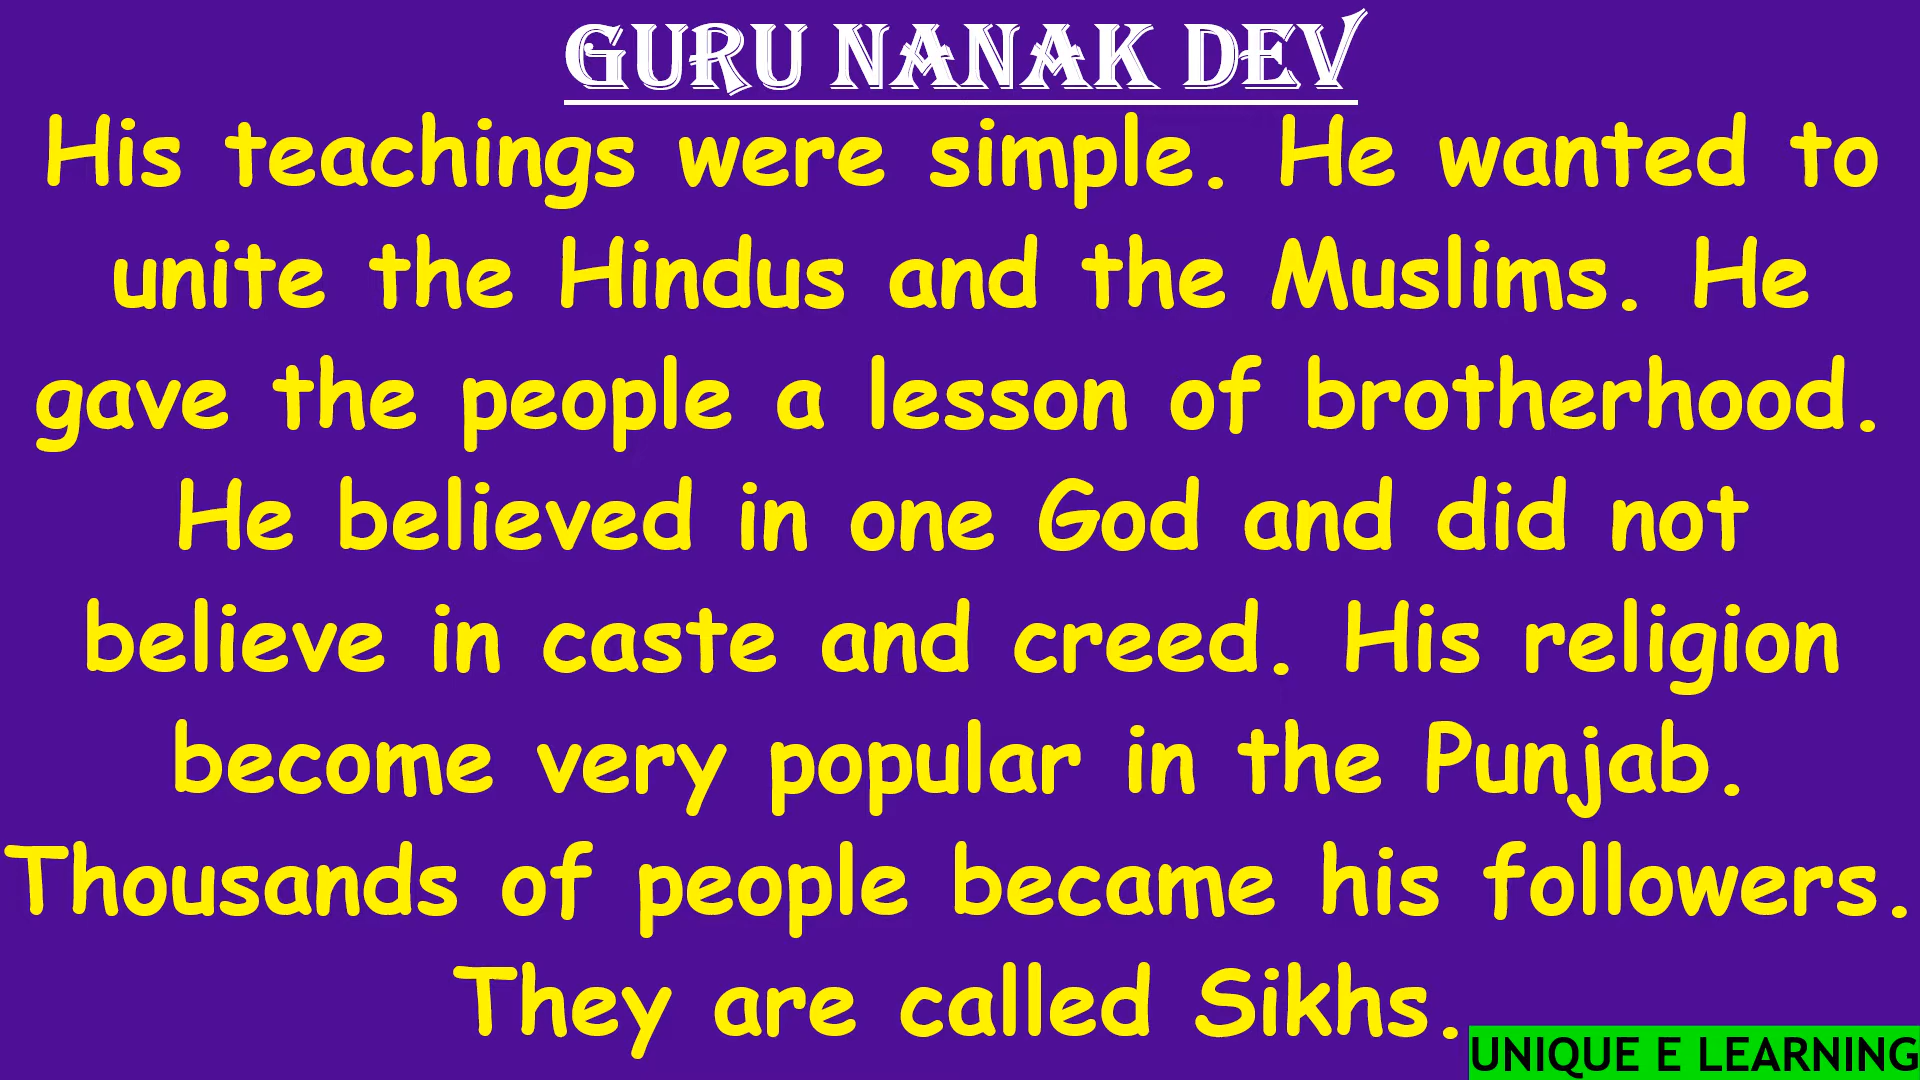 GURU NANAK DEV
His teachings were simple. He wanted to
unite the Hindus and the Muslims. He
gave the people a lesson of brotherhood.
He believed in one God and did not
believe in caste and creed. His religion
become very popular in the Punjab.
Thousands of people became his followers.
They are called Sikhs.
UNIQUE E LEARNING